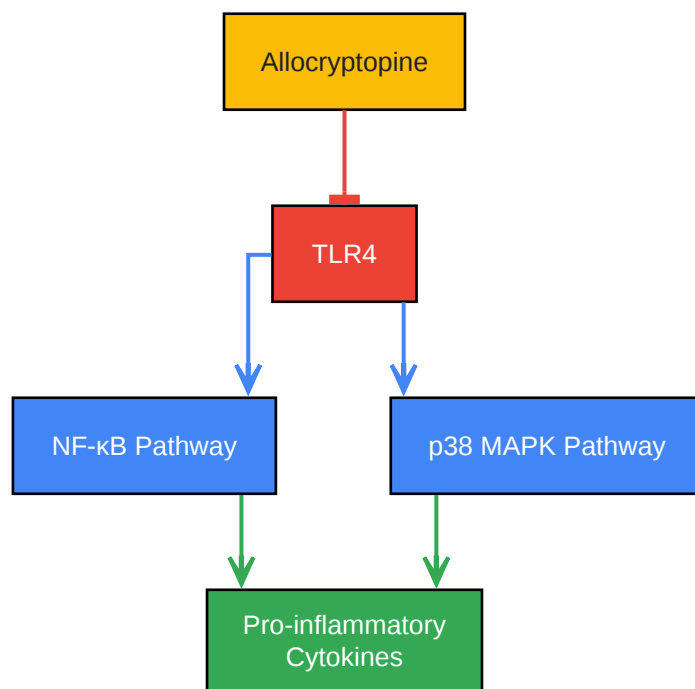 Allocryptopine
TLR4
NF-κB Pathway
p38 MAPK Pathway
Pro-inflammatory
Cytokines